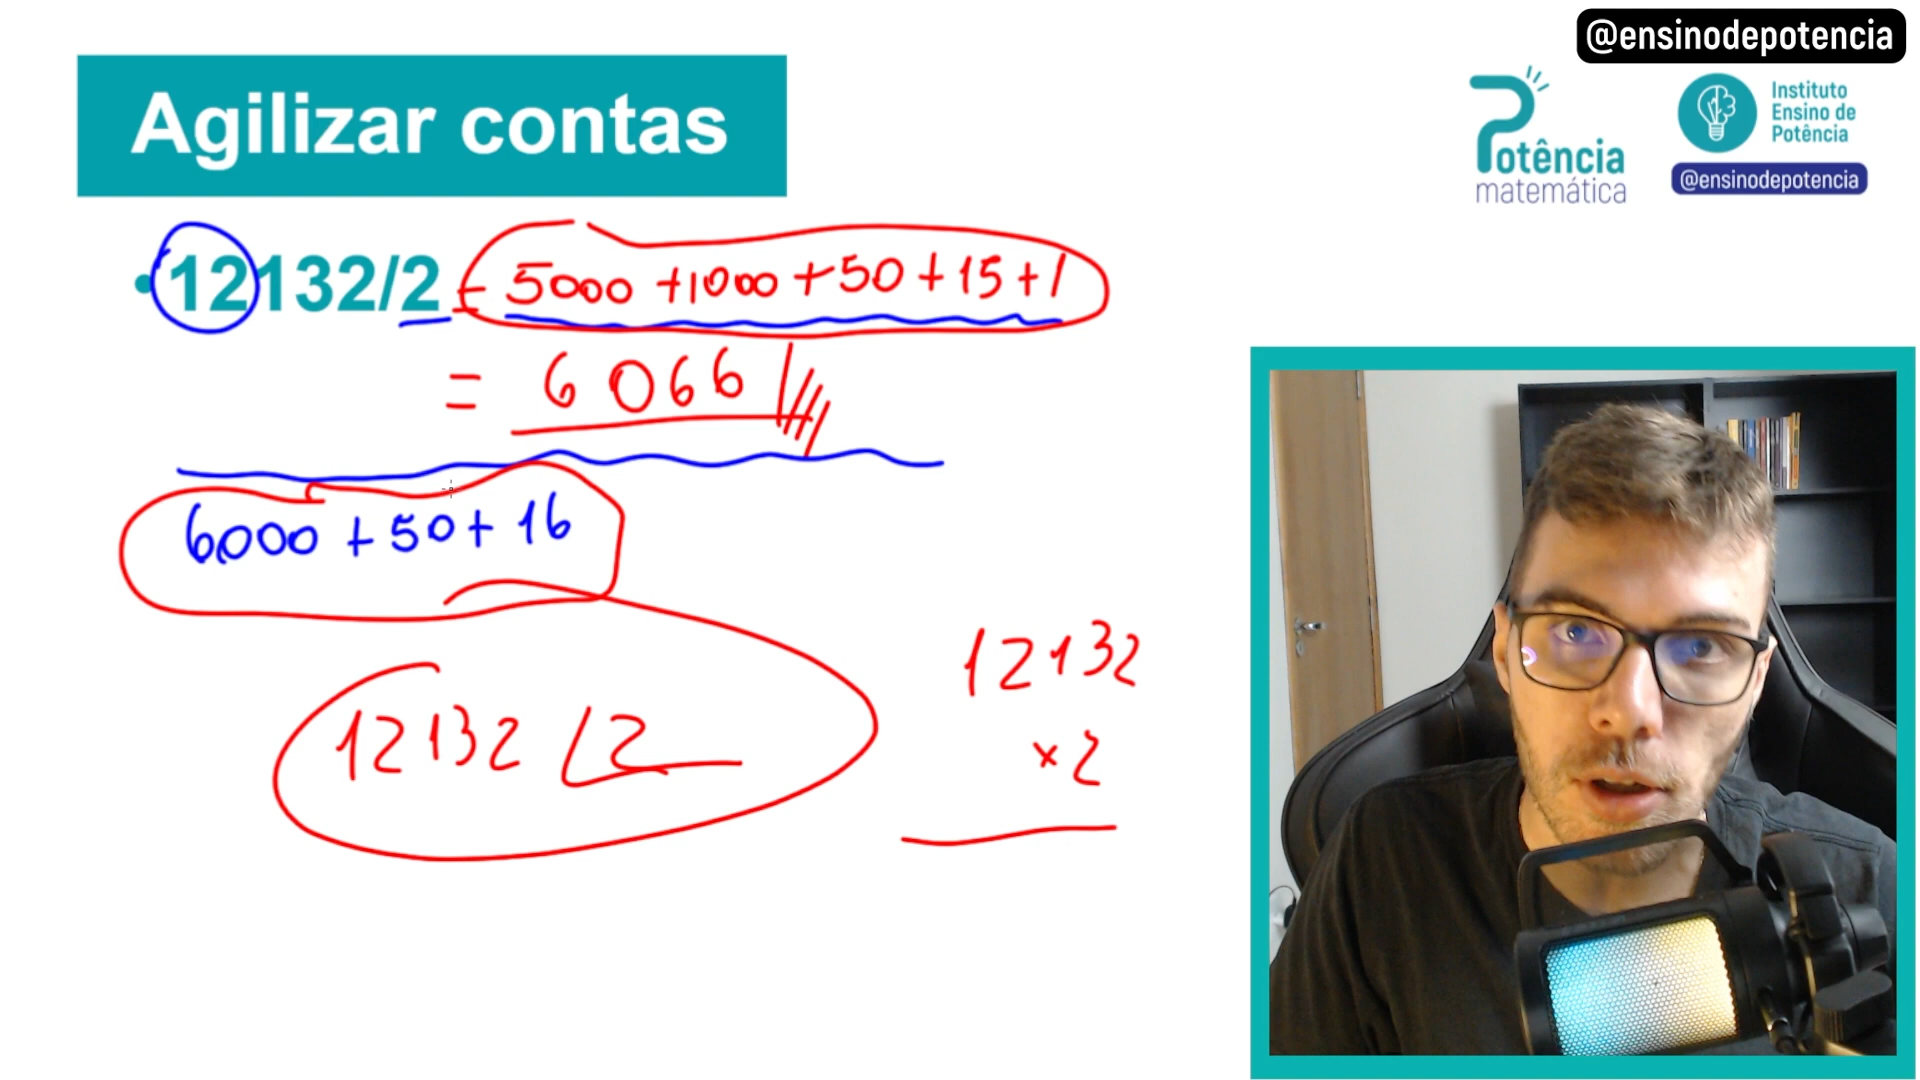 @ensinodepotencia
Agilizar contas
Potência
matemática
Instituto
Ensino de
Potência
@ensinodepotencia
•12132/2 = 5000 +1000 +50 +15+1
= 6066
6000 +50+ 16
12132 2
12132
×2